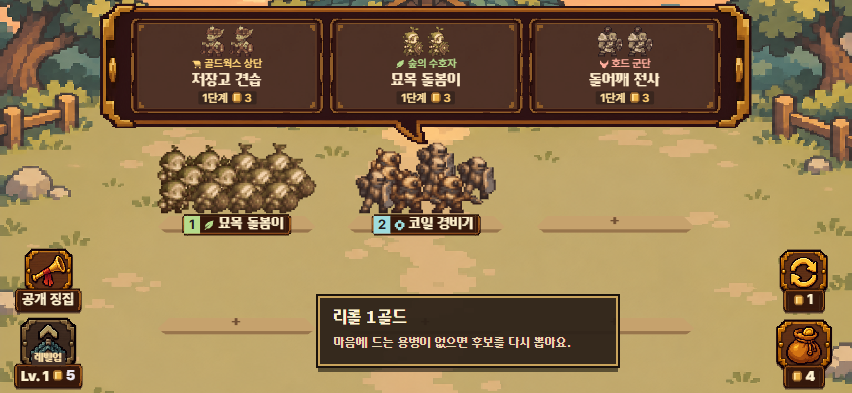 골드웍스 상단
저장고 견습
1단계 3
숲의 수호자
묘목 돌봄이
1단계 3
호드 군단
돌어깨 전사
1단계 3
1 묘목 돌봄이
2 코일 경비기
+
+
공개 징집
레벨업
Lv.1 5
리롤 1골드
마음에 드는 용병이 없으면 후보를 다시 뽑아요.
1
4